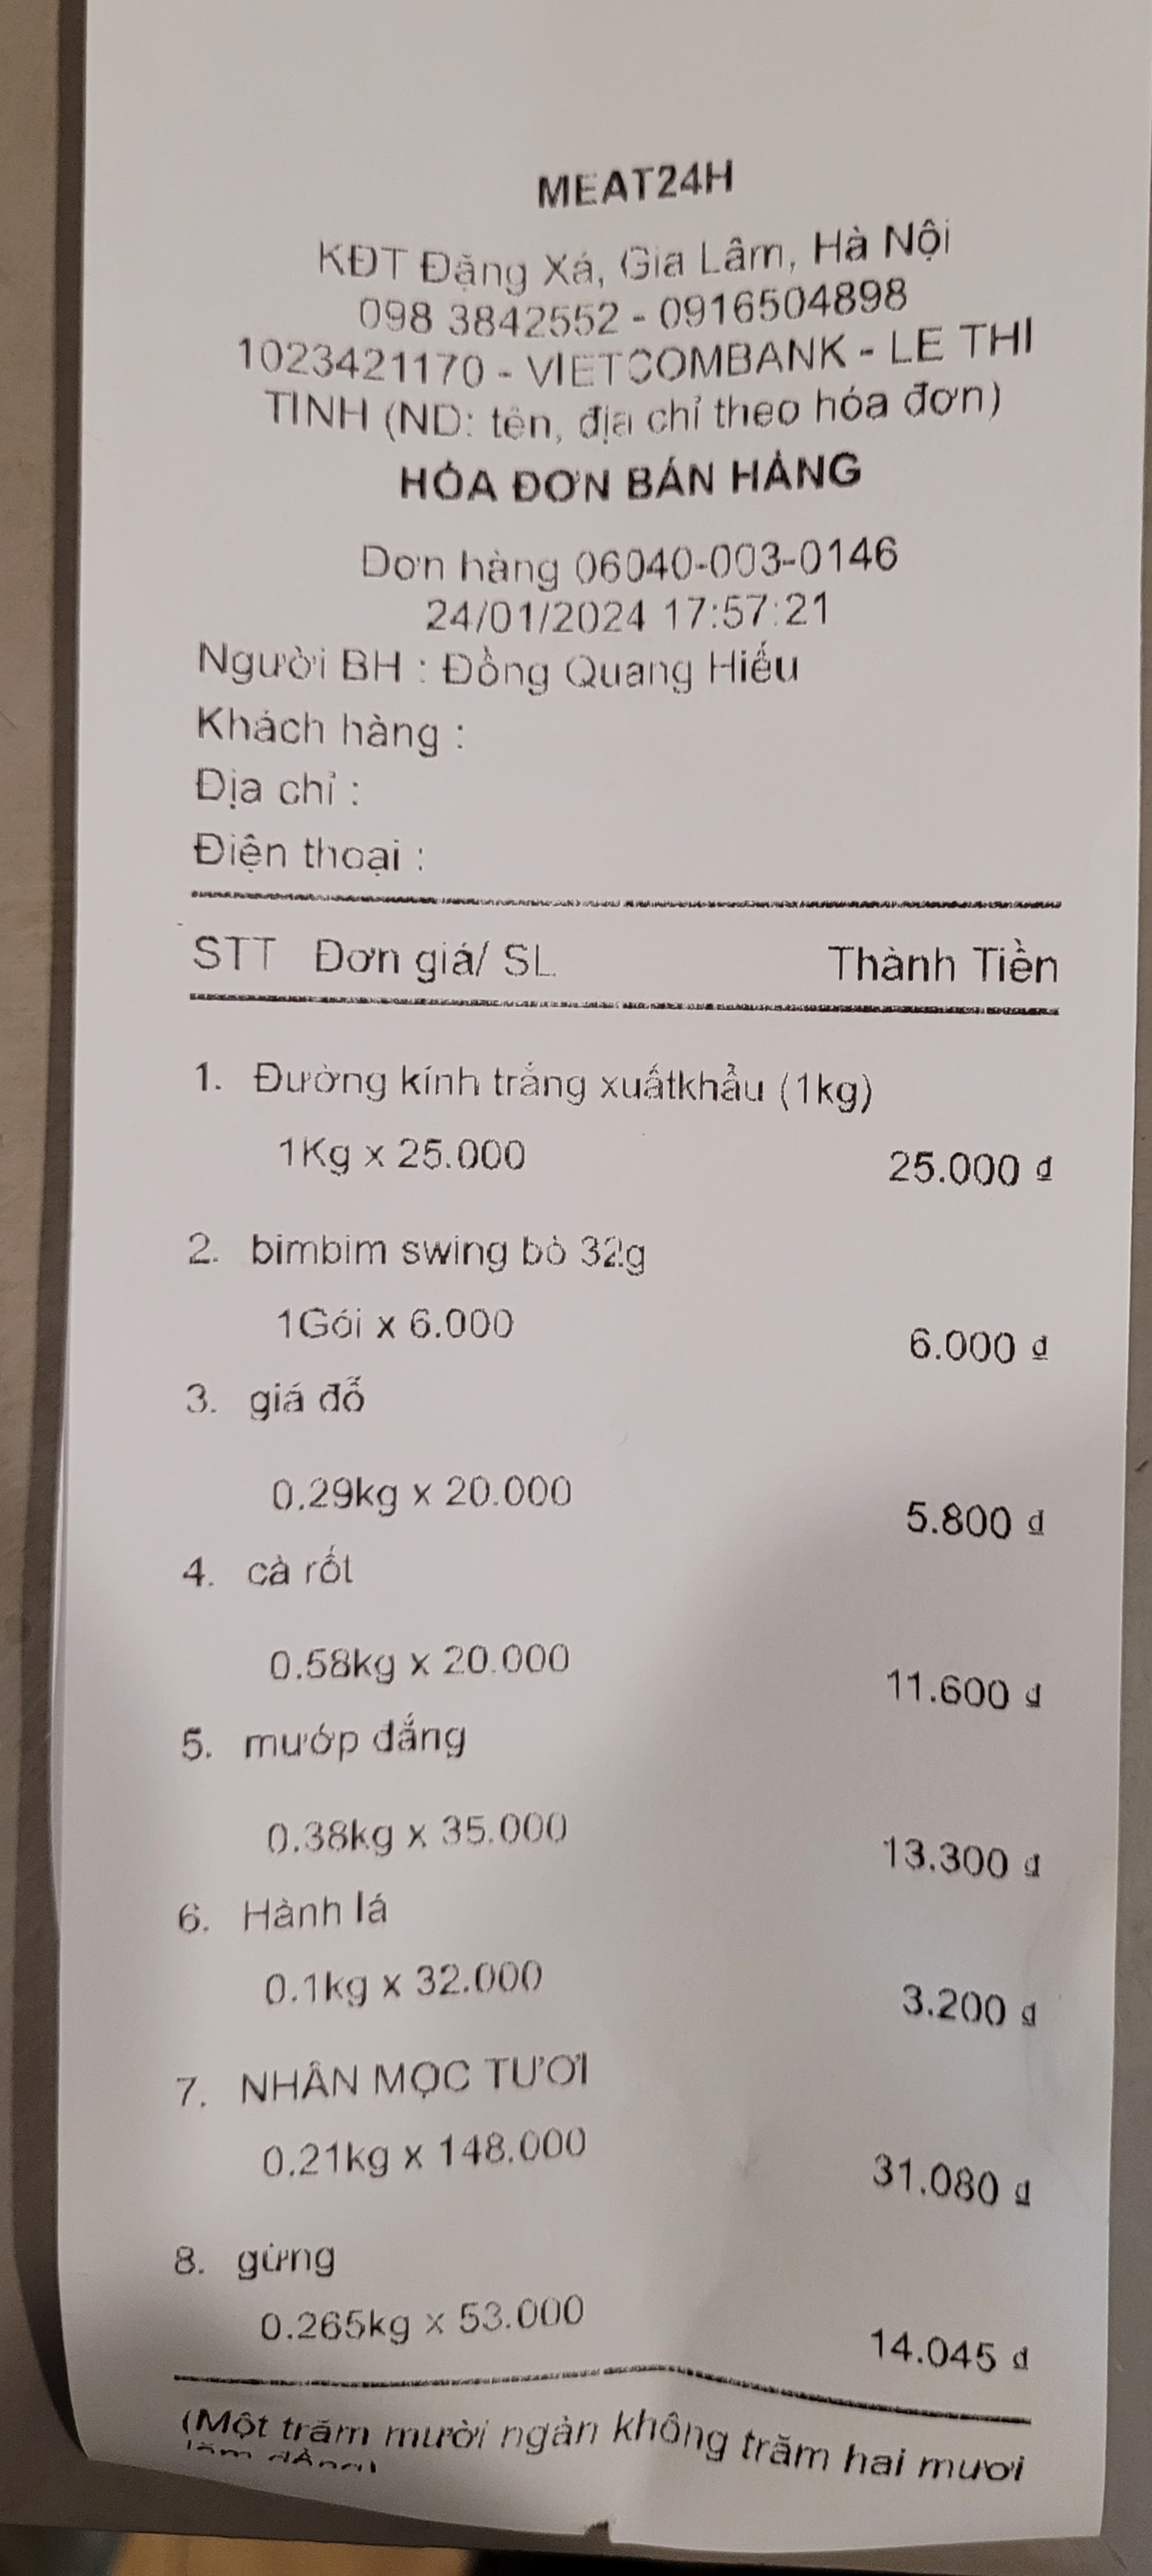 MEAT24H
KĐT Đặng Xá, Gia Lâm, Hà Nội
098 3842552 - 0916504898
1023421170 - VIETCOMBANK - LE THI
TINH (ND: tên, địa chỉ theo hóa đơn)
HÓA ĐƠN BÁN HÀNG
Đơn hàng 06040-003-0146
24/01/2024 17:57:21
Người BH : Đồng Quang Hiếu
Khách hàng :
Địa chỉ :
Điện thoại :
STT Đơn giá/ SL Thành Tiền
1. Đường kính trắng xuấtkhẩu (1kg)
1Kg x 25.000 25.000 đ
2. bimbim swing bò 32g
1Gói x 6.000 6.000 đ
3. giá đỗ
0.29kg x 20.000 5.800 đ
4. cà rốt
0.58kg x 20.000 11.600 đ
5. mướp đắng
0.38kg x 35.000 13.300 đ
6. Hành lá
0.1kg x 32.000 3.200 đ
7. NHÂN MỌC TƯƠI
0.21kg x 148.000 31.080 đ
8. gừng
0.265kg x 53.000 14.045 đ
(Một trăm mười ngàn không trăm hai mươi
lăm đồng)